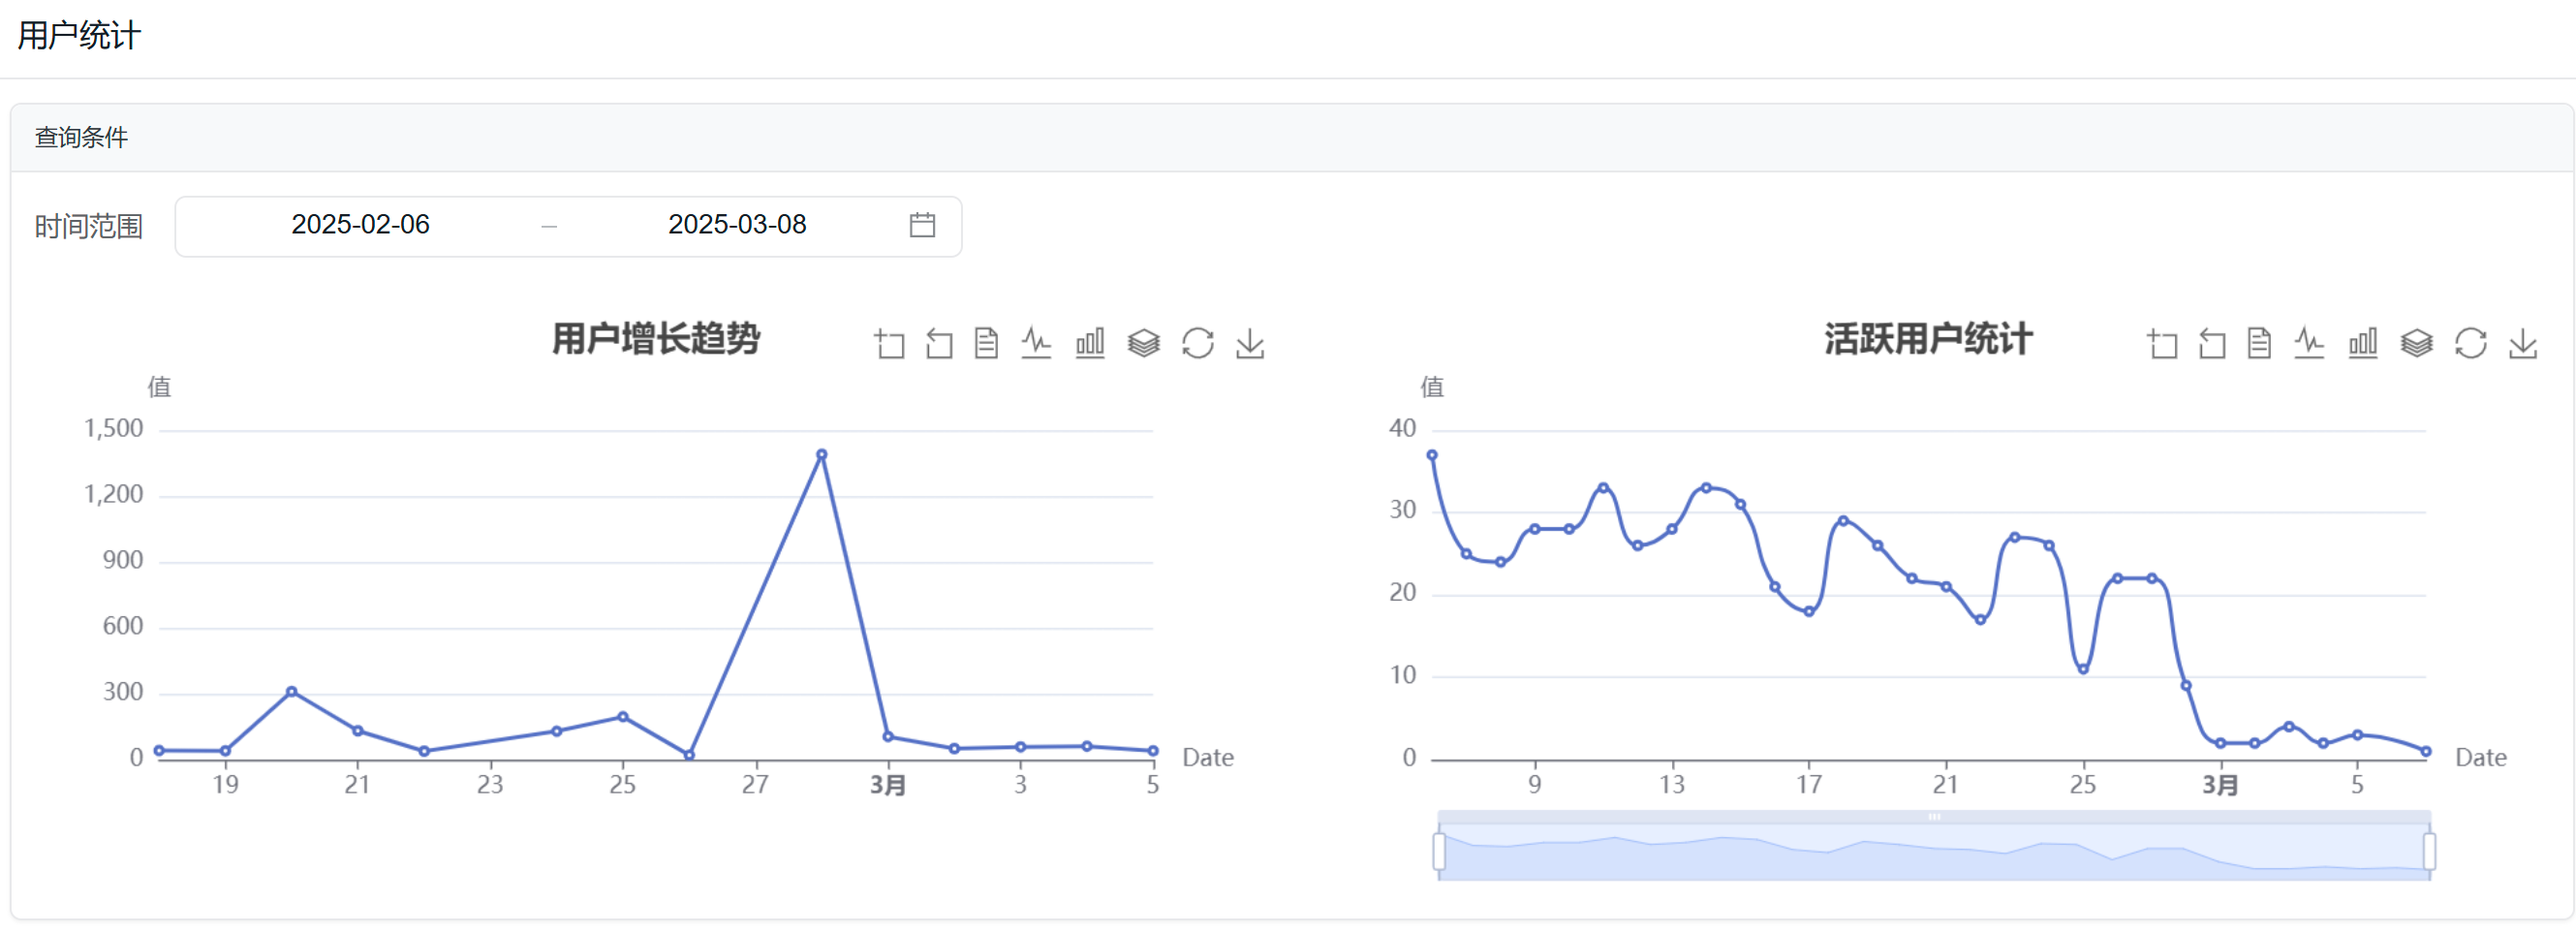 用户统计
查询条件
时间范围 2025-02-06 – 2025-03-08
用户增长趋势
值
1,500
1,200
900
600
300
0
19 21 23 25 27 3月 3 5 Date
活跃用户统计
值
40
30
20
10
0
9 13 17 21 25 3月 5 Date